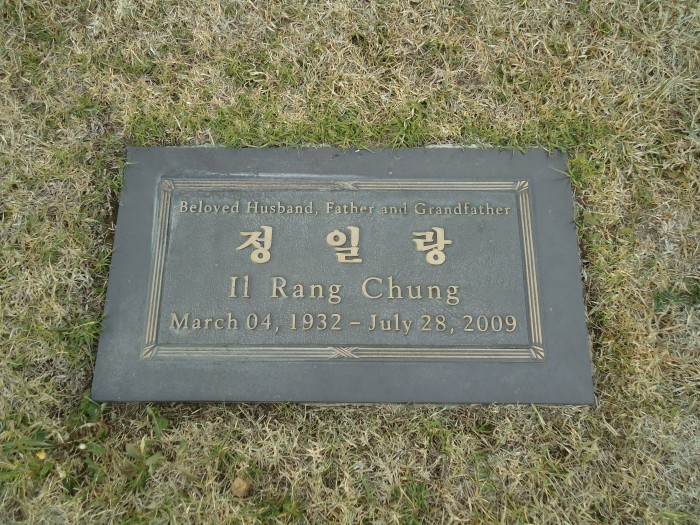 Beloved Husband, Father and Grandfather
정 일 랑
Il Rang Chung
March 04, 1932 – July 28, 2009